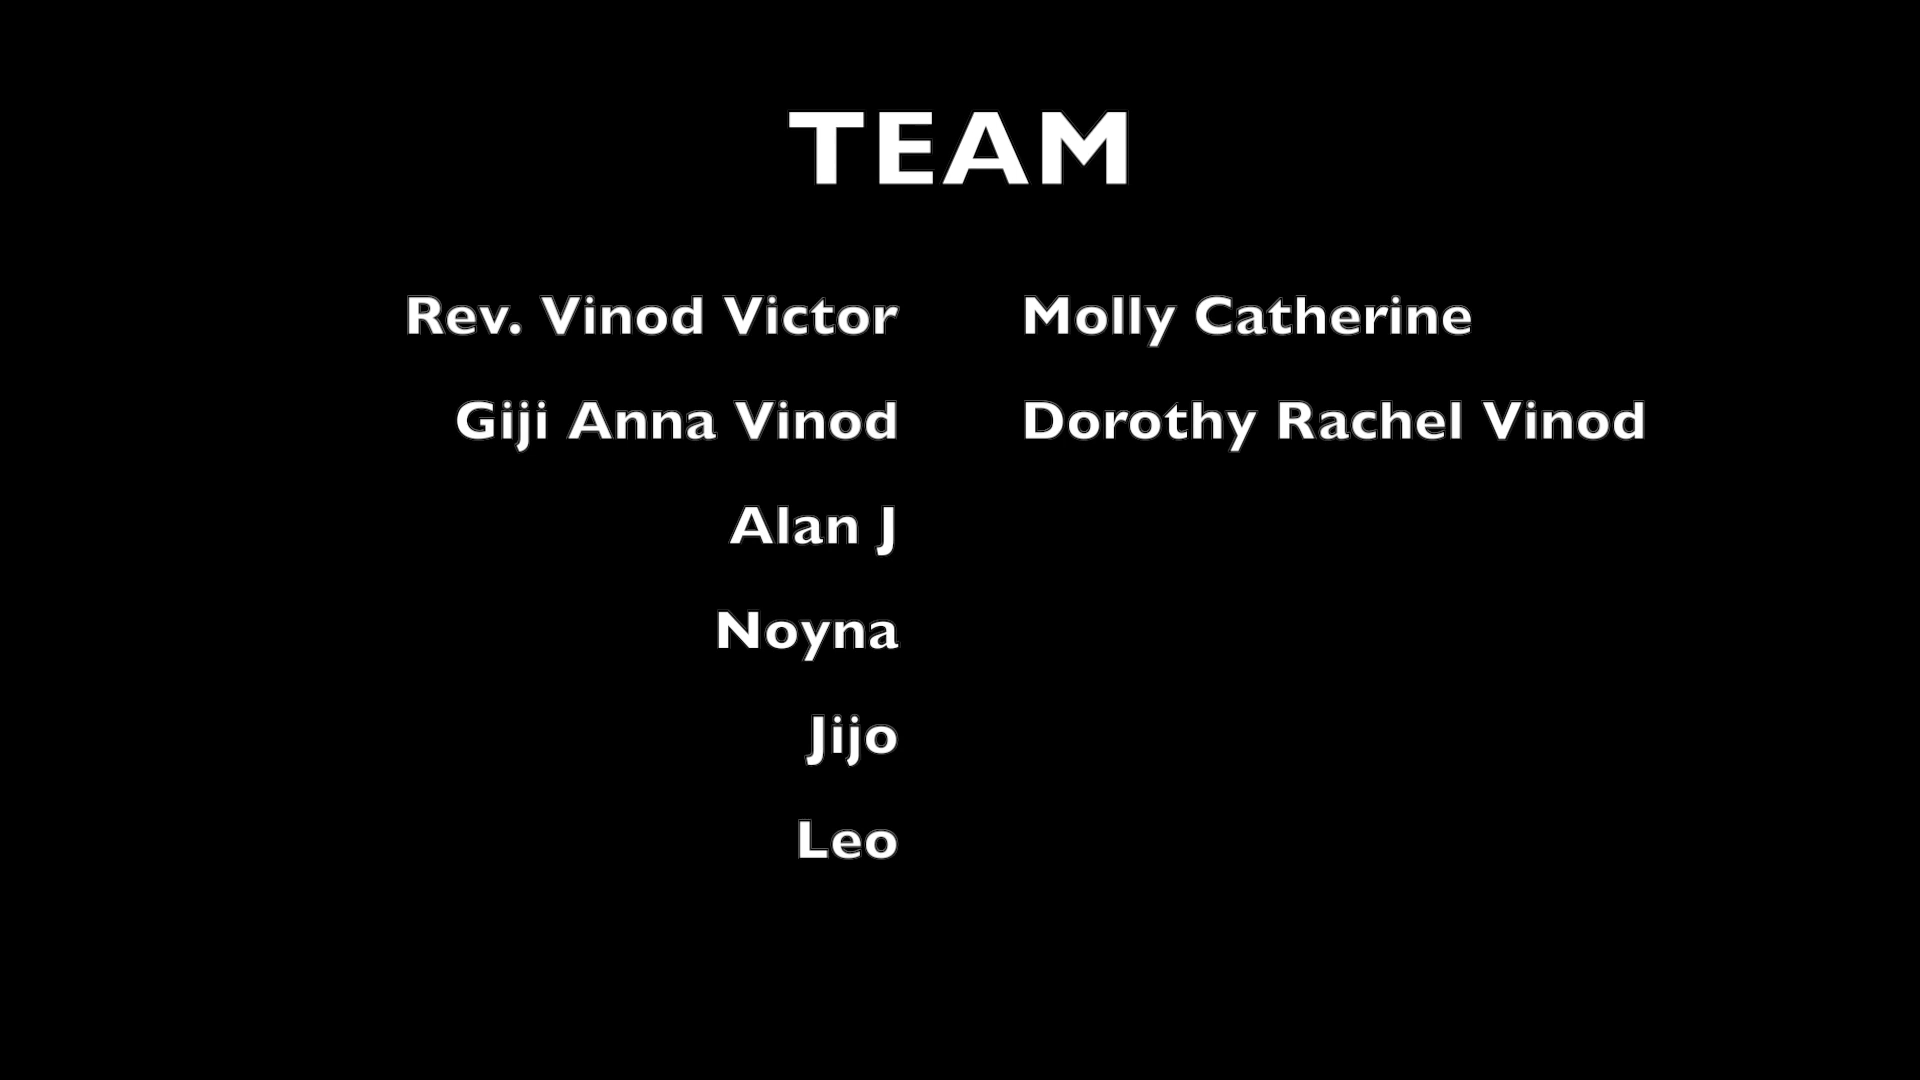 TEAM
Rev. Vinod Victor
Molly Catherine
Giji Anna Vinod
Dorothy Rachel Vinod
Alan J
Noyna
Jijo
Leo